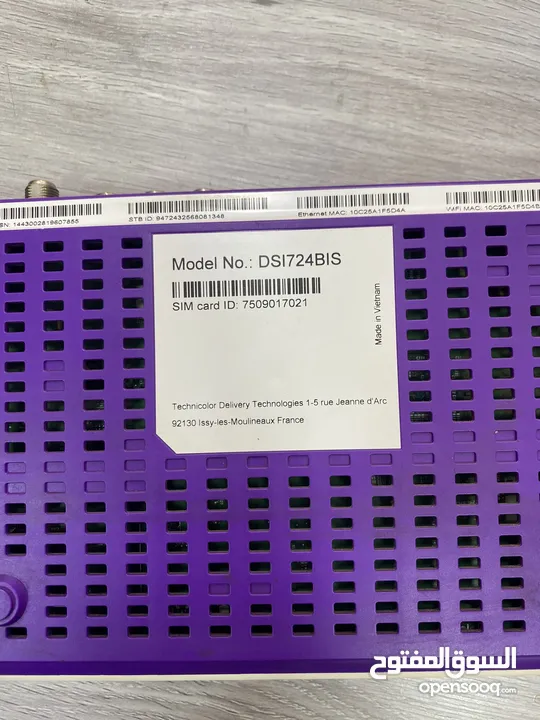 SN: 1443002819607855
STB ID: 9472432568081348
Ethernet MAC: 10C25A1F5D4A
WiFi MAC: 10C25A1F5D4B
Model No.: DSI724BIS
SIM card ID: 7509017021
Made in Vietnam
Technicolor Delivery Technologies 1-5 rue Jeanne d'Arc
92130 Issy-les-Moulineaux France
السوق المفتوح
opensooq.com